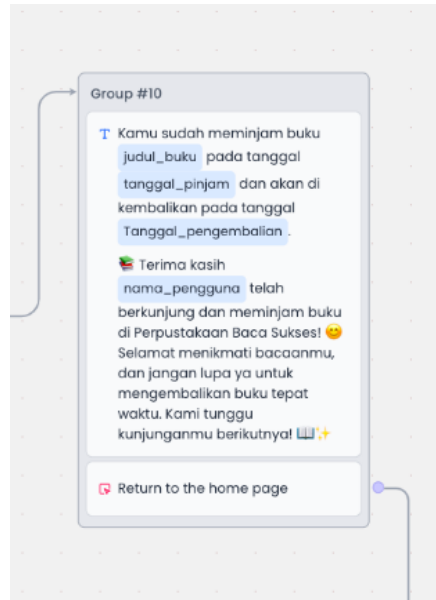 Group #10
Kamu sudah meminjam buku
judul_buku pada tanggal
tanggal_pinjam dan akan di
kembalikan pada tanggal
Tanggal_pengembalian .
📚 Terima kasih
nama_pengguna telah
berkunjung dan meminjam buku
di Perpustakaan Baca Sukses! 😊
Selamat menikmati bacaanmu,
dan jangan lupa ya untuk
mengembalikan buku tepat
waktu. Kami tunggu
kunjunganmu berikutnya! 📖✨
Return to the home page